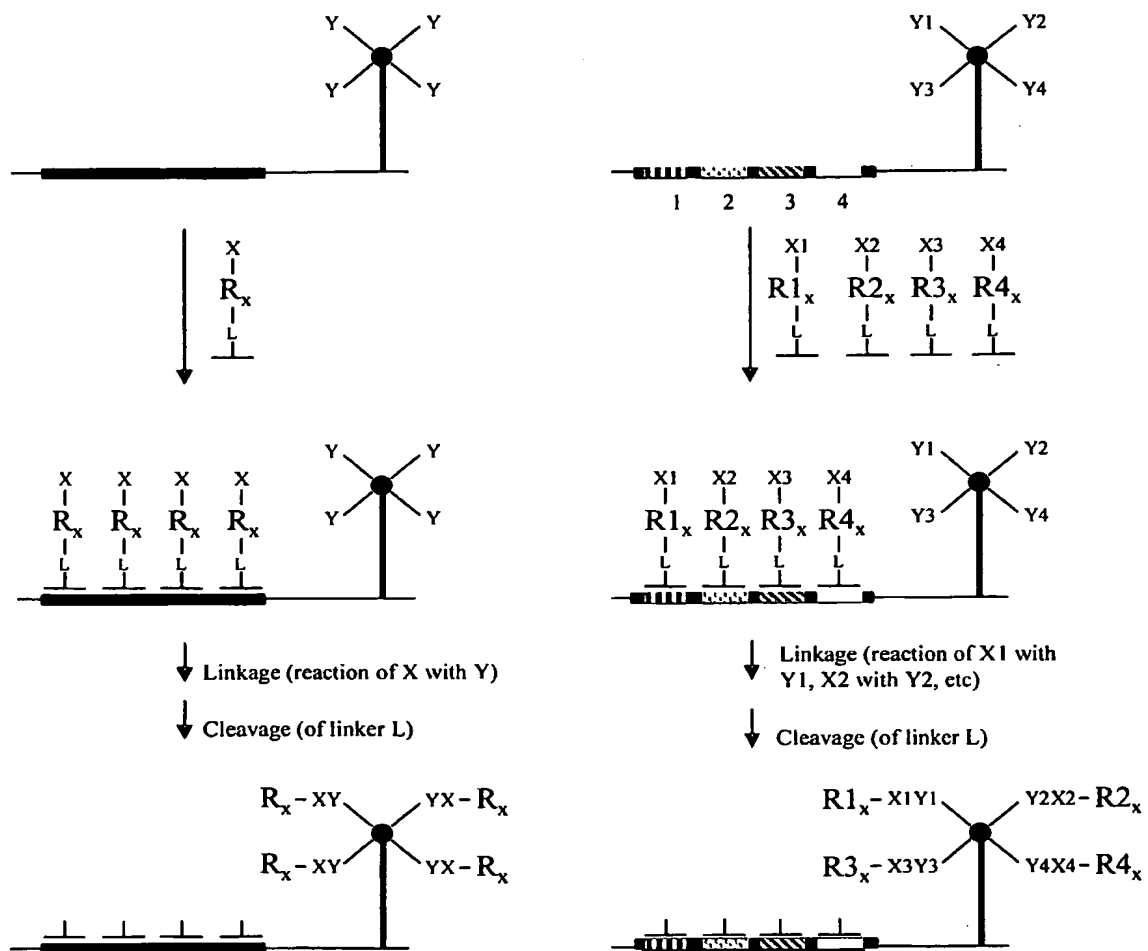 Y Y Y1 Y2
Y Y Y3 Y4
1 2 3 4
X X1 X2 X3 X4
Rx R1x R2x R3x R4x
L L L L L
Y Y Y1 Y2
X X X X X1 X2 X3 X4
Rx Rx Rx Rx Y Y R1x R2x R3x R4x Y3 Y4
L L L L L L L L
Linkage (reaction of X with Y)
Cleavage (of linker L)
Linkage (reaction of X1 with
Y1, X2 with Y2, etc)
Cleavage (of linker L)
Rx – XY YX – Rx R1x – X1Y1 Y2X2 – R2x
Rx – XY YX – Rx R3x – X3Y3 Y4X4 – R4x